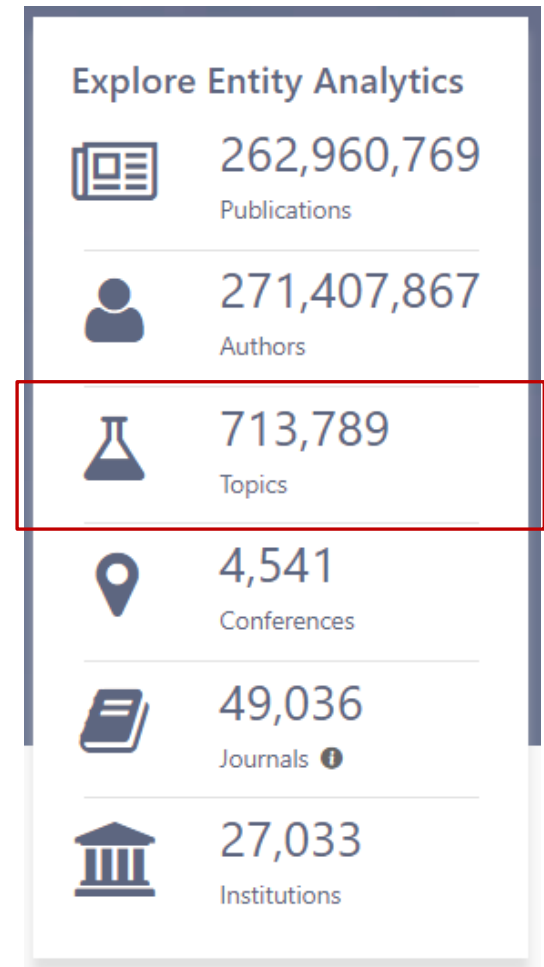 Explore Entity Analytics
262,960,769
Publications
271,407,867
Authors
713,789
Topics
4,541
Conferences
49,036
Journals
27,033
Institutions